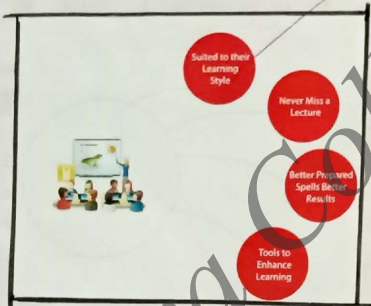 Suited to their
Learning
Style
Never Miss a
Lecture
Better Prepared
Spells Better
Results
Tools to
Enhance
Learning